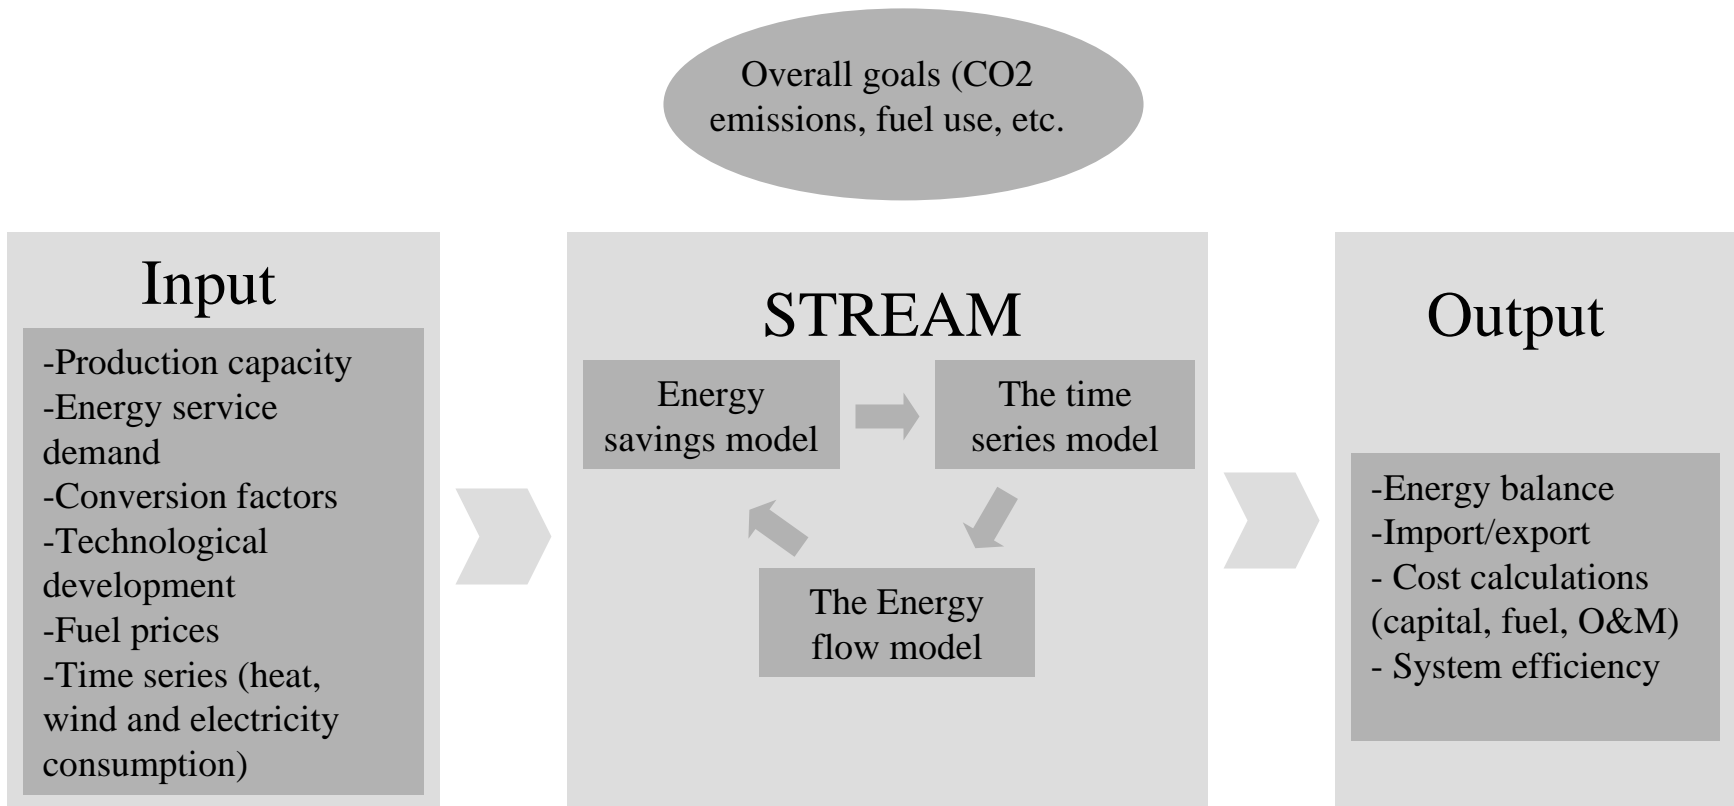 Overall goals (CO2
emissions, fuel use, etc.
Input
-Production capacity
-Energy service
demand
-Conversion factors
-Technological
development
-Fuel prices
-Time series (heat,
wind and electricity
consumption)
STREAM
Energy
savings model
The time
series model
The Energy
flow model
Output
-Energy balance
-Import/export
- Cost calculations
(capital, fuel, O&M)
- System efficiency